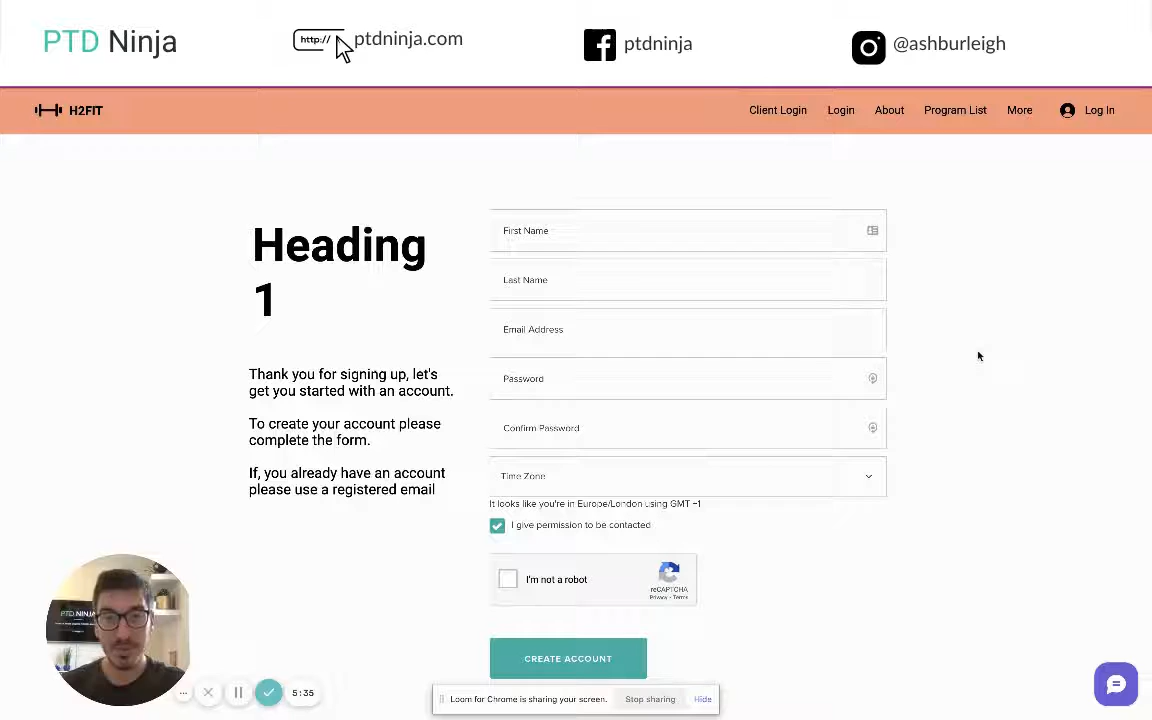 PTD Ninja
http://
ptdninja.com
ptdninja
@ashburleigh
H2FIT
Client Login
Login
About
Program List
More
Log In
Heading
1
Thank you for signing up, let's
get you started with an account.
To create your account please
complete the form.
If, you already have an account
please use a registered email
First Name
Last Name
Email Address
Password
Confirm Password
Time Zone
It looks like you're in Europe/London using GMT -1
I give permission to be contacted
I'm not a robot
reCAPTCHA
Privacy - Terms
CREATE ACCOUNT
PTD NINJA
5:35
Loom for Chrome is sharing your screen.
Stop sharing
Hide